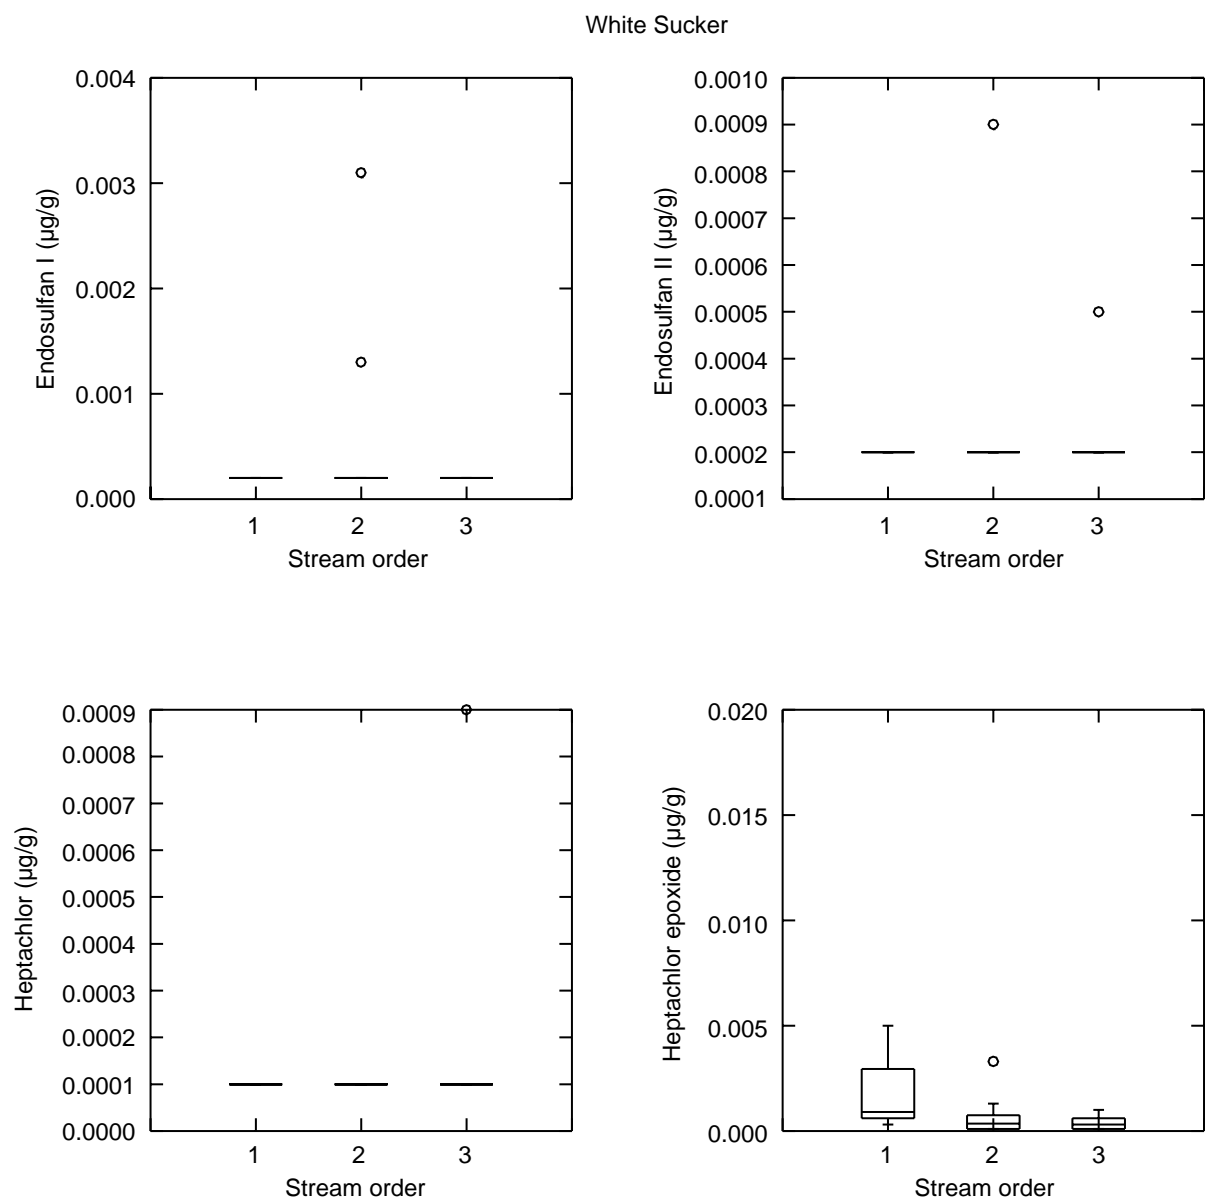 White Sucker
0.004
0.003
0.002
0.001
0.000
Endosulfan I (µg/g)
1 2 3
Stream order
0.0010
0.0009
0.0008
0.0007
0.0006
0.0005
0.0004
0.0003
0.0002
0.0001
Endosulfan II (µg/g)
1 2 3
Stream order
0.0009
0.0008
0.0007
0.0006
0.0005
0.0004
0.0003
0.0002
0.0001
0.0000
Heptachlor (µg/g)
1 2 3
Stream order
0.020
0.015
0.010
0.005
0.000
Heptachlor epoxide (µg/g)
1 2 3
Stream order